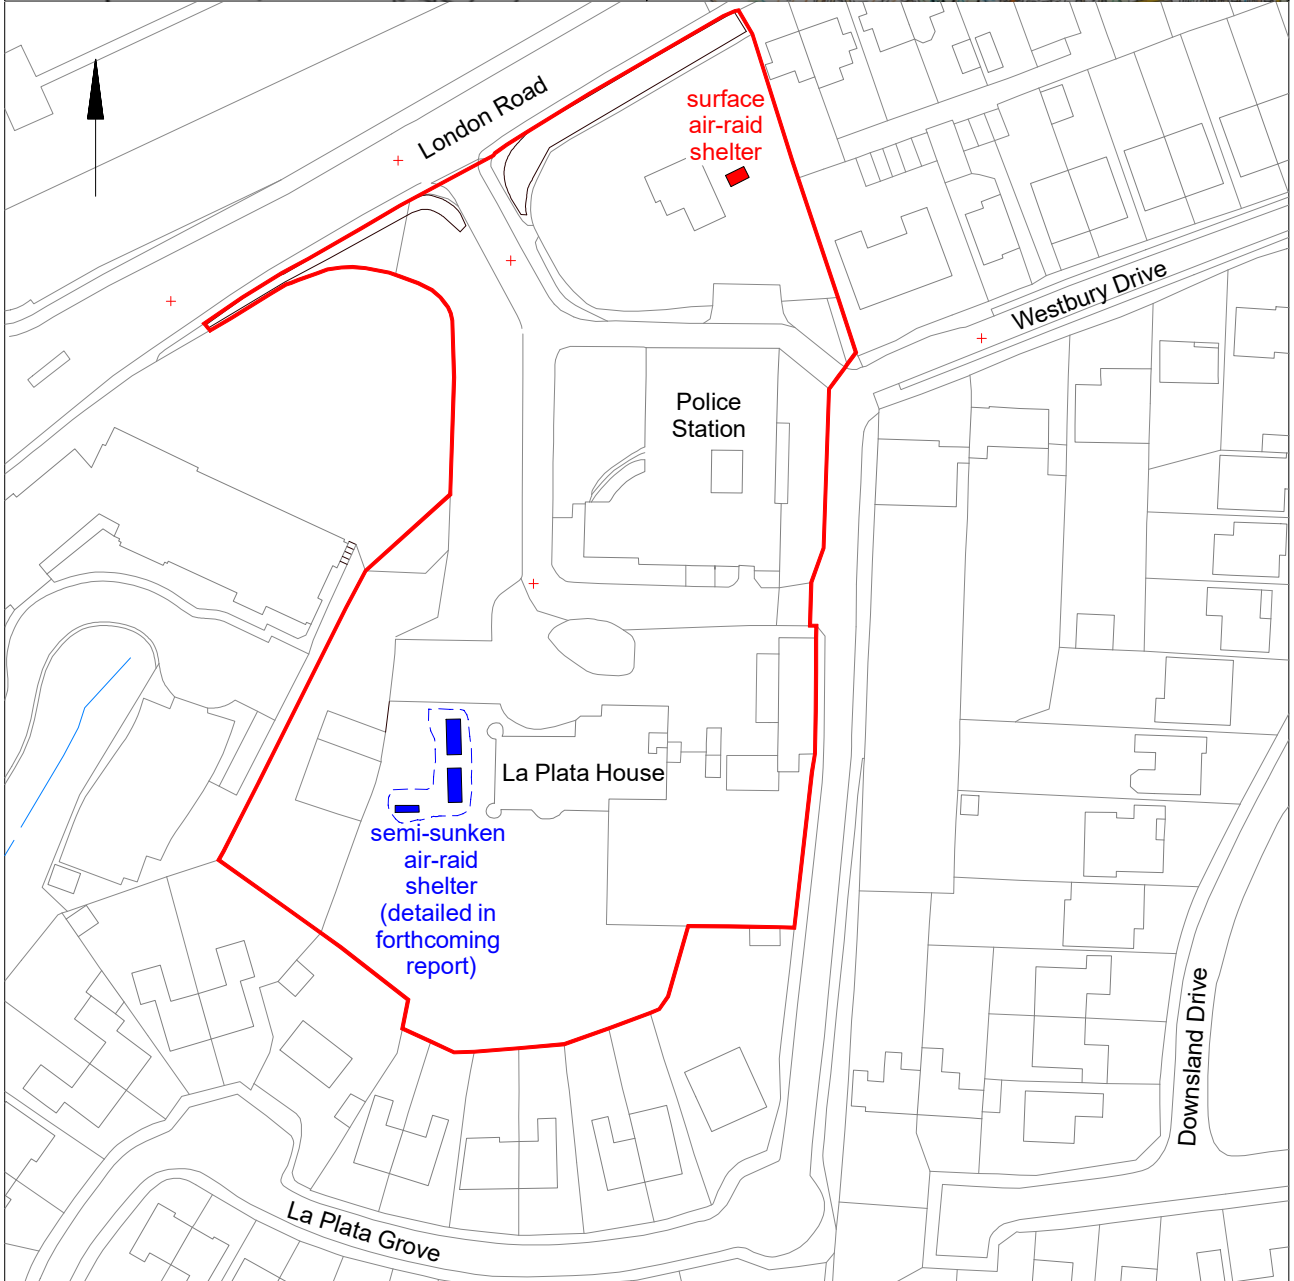 London Road
surface
air-raid
shelter
Westbury Drive
Police
Station
La Plata House
semi-sunken
air-raid
shelter
(detailed in
forthcoming
report)
Downsland Drive
La Plata Grove